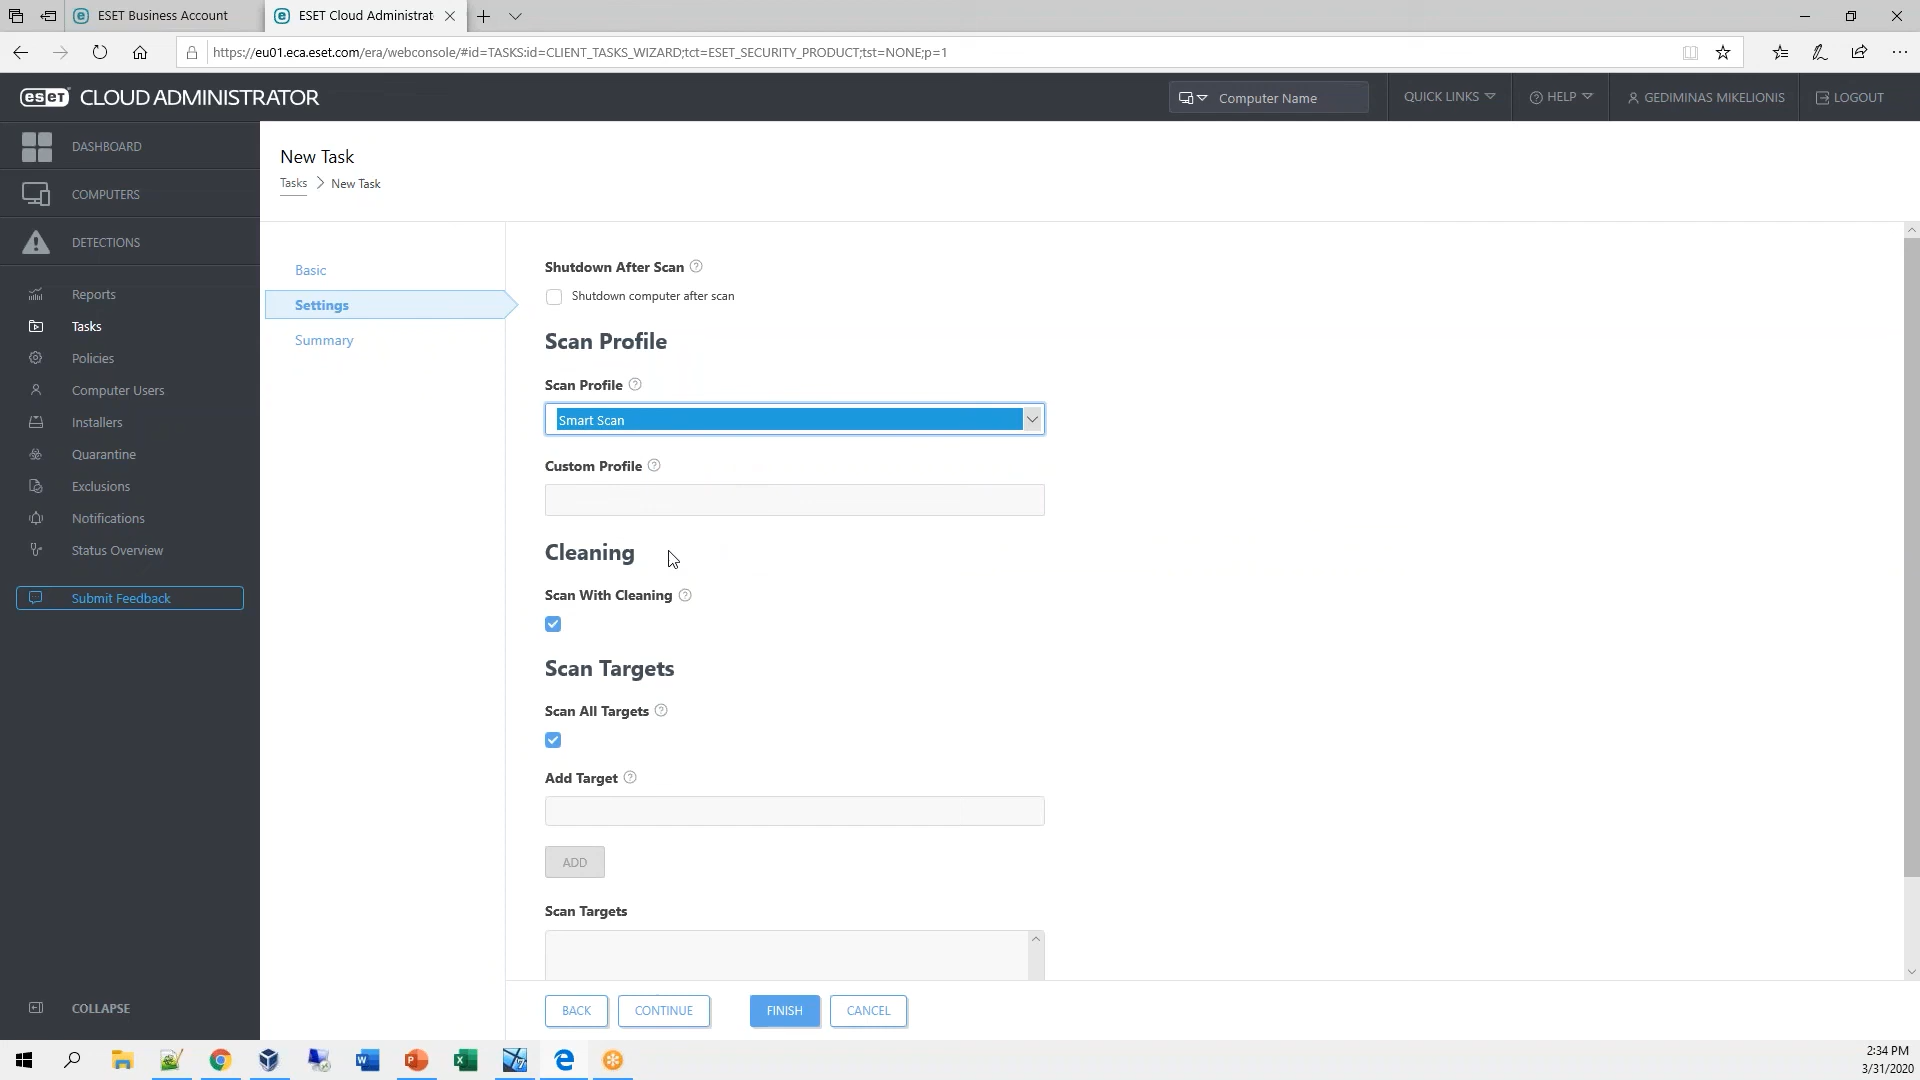 ESET Business Account
ESET Cloud Administrat
https://eu01.eca.eset.com/era/webconsole/#id=TASKS:id=CLIENT_TASKS_WIZARD;tct=ESET_SECURITY_PRODUCT;tst=NONE;p=1
eset CLOUD ADMINISTRATOR
Computer Name
QUICK LINKS
HELP
GEDIMINAS MIKELIONIS
LOGOUT
DASHBOARD
COMPUTERS
DETECTIONS
Reports
Tasks
Policies
Computer Users
Installers
Quarantine
Exclusions
Notifications
Status Overview
Submit Feedback
COLLAPSE
New Task
Tasks > New Task
Basic
Settings
Summary
Shutdown After Scan ?
Shutdown computer after scan
Scan Profile
Scan Profile ?
Smart Scan
Custom Profile ?
Cleaning
Scan With Cleaning ?
Scan Targets
Scan All Targets ?
Add Target ?
ADD
Scan Targets
BACK
CONTINUE
FINISH
CANCEL
2:34 PM
3/31/2020